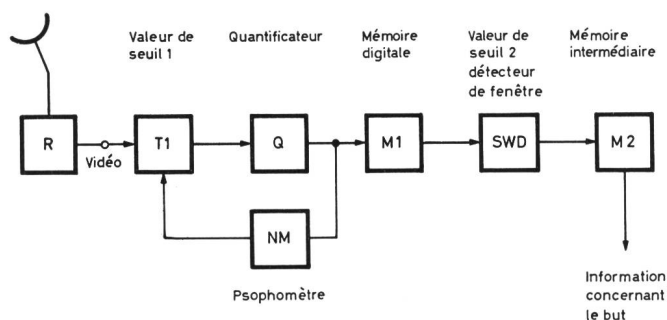 Valeur de
seuil 1
Quantificateur
Mémoire
digitale
Valeur de
seuil 2
détecteur
de fenêtre
Mémoire
intermédiaire
R
Vidéo
T1
Q
M1
SWD
M2
NM
Psophomètre
Information
concernant
le but